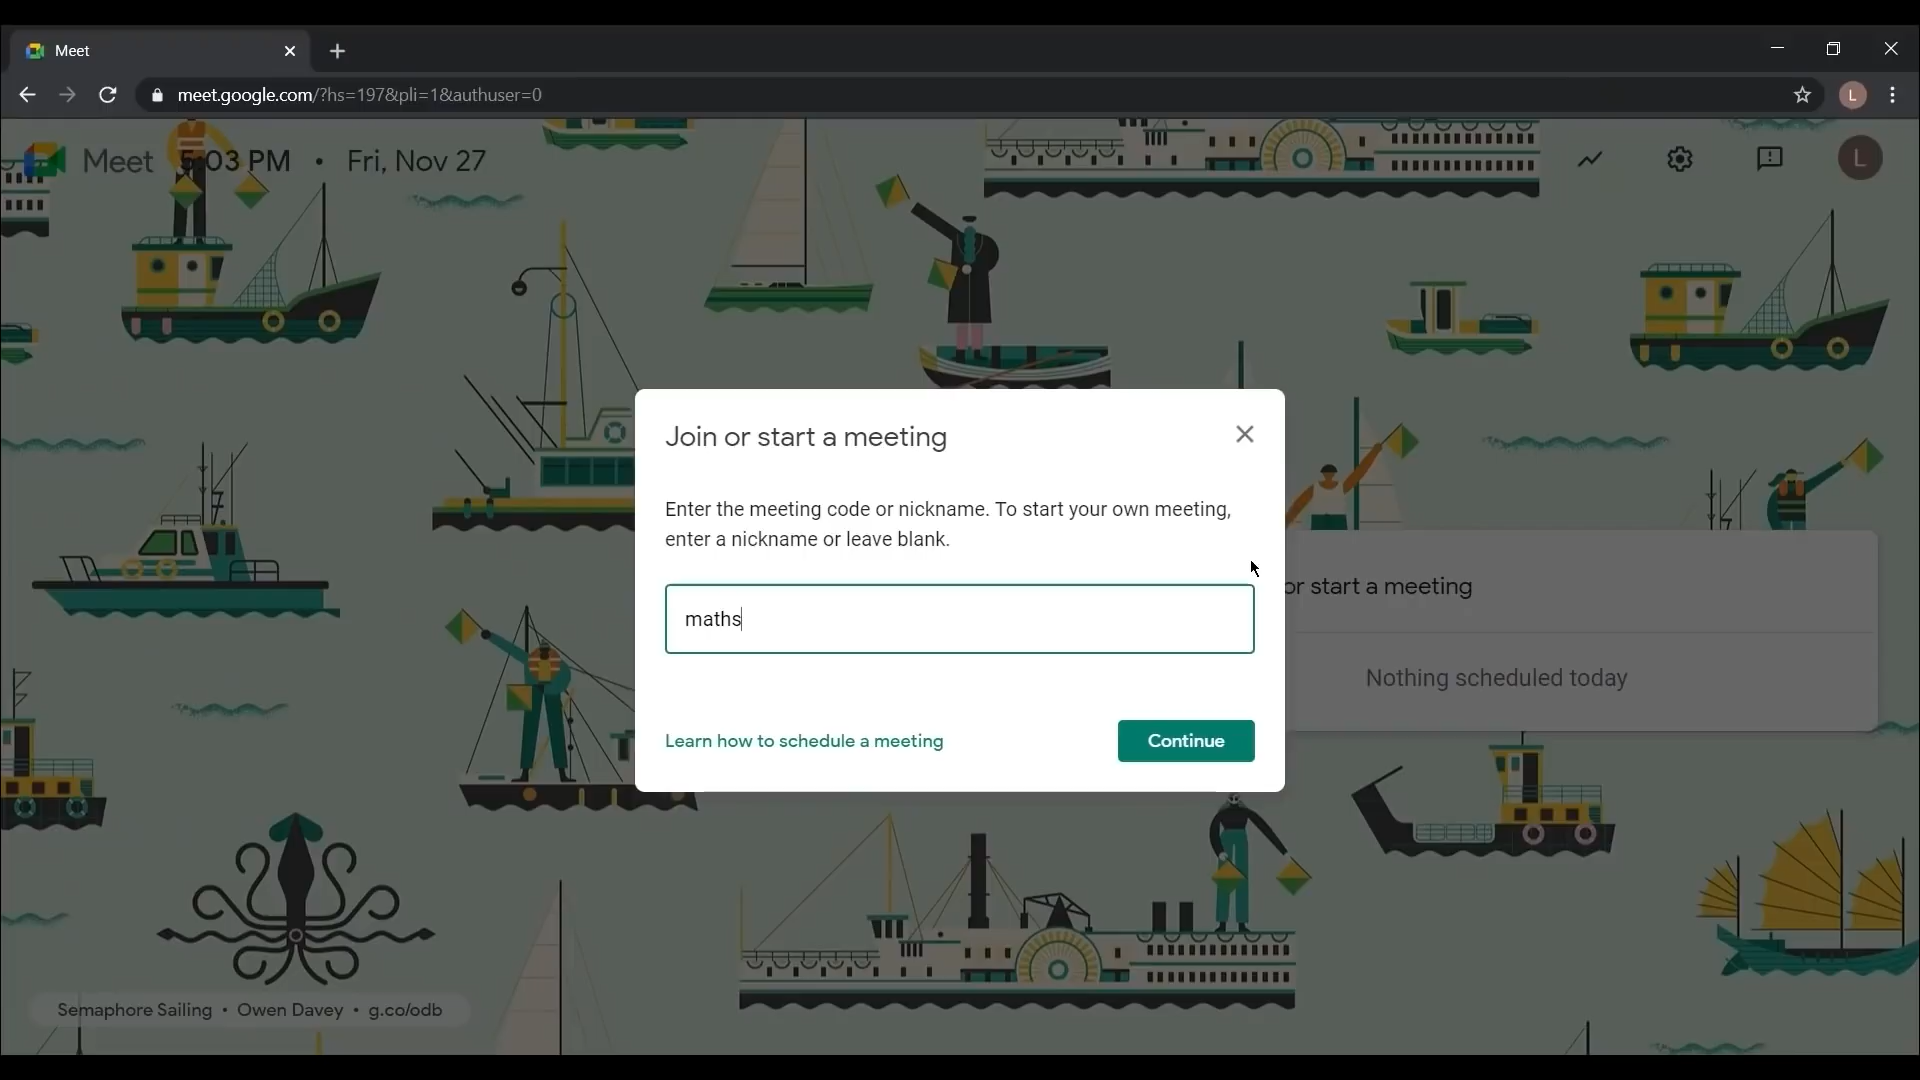 Meet
meet.google.com/?hs=197&pli=1&authuser=0
L
Meet 5:03 PM • Fri, Nov 27
L
Join or start a meeting
Enter the meeting code or nickname. To start your own meeting,
enter a nickname or leave blank.
or start a meeting
maths
Nothing scheduled today
Learn how to schedule a meeting
Continue
Semaphore Sailing • Owen Davey • g.co/odb